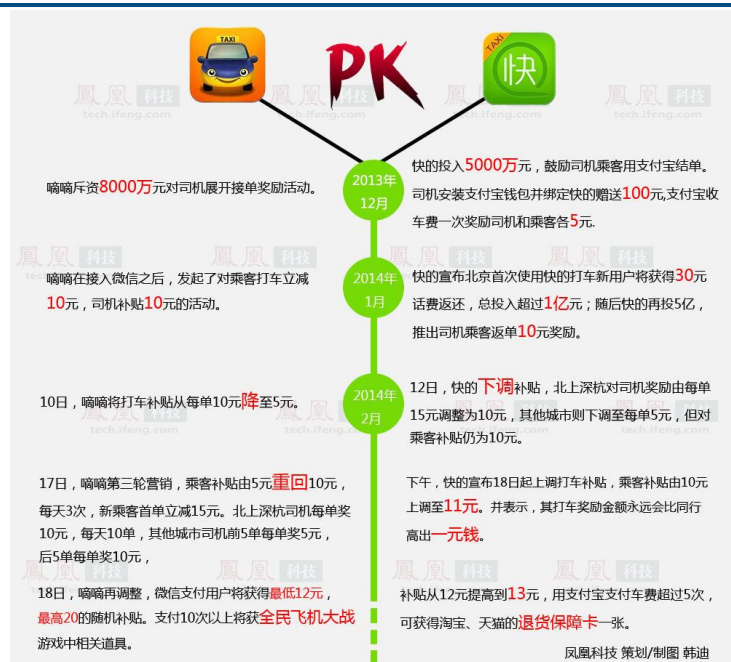 TAXI
PK
TAXI
快
2013年
12月
嘀嘀斥资8000万元对司机展开接单奖励活动。
快的投入5000万元，鼓励司机乘客用支付宝结单。
司机安装支付宝钱包并绑定快的赠送100元,支付宝收
车费一次奖励司机和乘客各5元.
2014年
1月
嘀嘀在接入微信之后，发起了对乘客打车立减
10元，司机补贴10元的活动。
快的宣布北京首次使用快的打车新用户将获得30元
话费返还，总投入超过1亿元；随后快的再投5亿，
推出司机乘客返单10元奖励。
2014年
2月
10日，嘀嘀将打车补贴从每单10元降至5元。
12日，快的下调补贴，北上深杭对司机奖励由每单
15元调整为10元，其他城市则下调至每单5元，但对
乘客补贴仍为10元。
17日，嘀嘀第三轮营销，乘客补贴由5元重回10元，
每天3次，新乘客首单立减15元。北上深杭司机每单奖
10元，每天10单，其他城市司机前5单每单奖5元，
后5单每单奖10元，
下午，快的宣布18日起上调打车补贴，乘客补贴由10元
上调至11元。并表示，其打车奖励金额永远会比同行
高出一元钱。
18日，嘀嘀再调整，微信支付用户将获得最低12元，
最高20的随机补贴。支付10次以上将获全民飞机大战
游戏中相关道具。
补贴从12元提高到13元，用支付宝支付车费超过5次，
可获得淘宝、天猫的退货保障卡一张。
凤凰科技 策划/制图 韩迪
鳳凰 科技
tech.ifeng.com